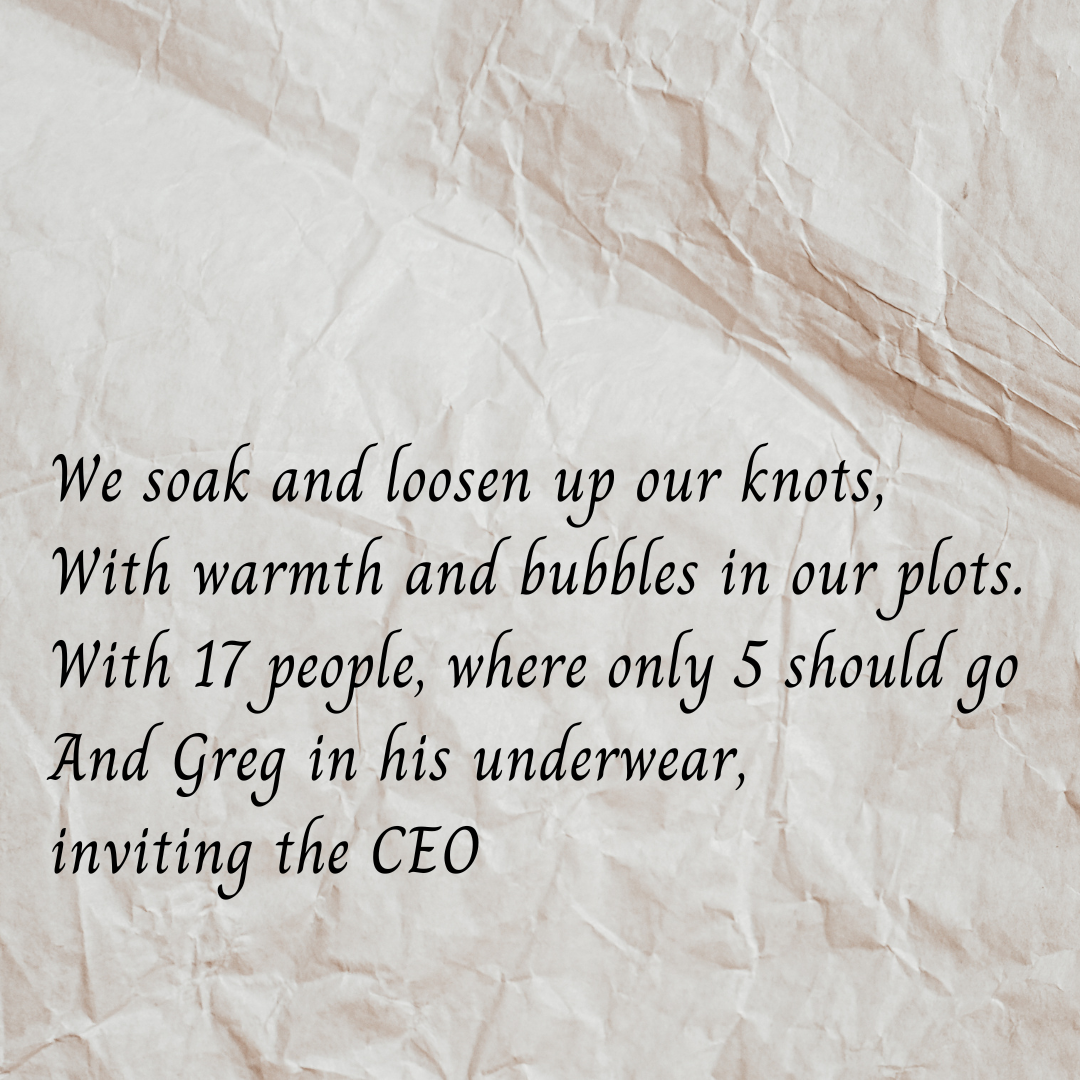 We soak and loosen up our knots,
With warmth and bubbles in our plots.
With 17 people, where only 5 should go
And Greg in his underwear,
inviting the CEO